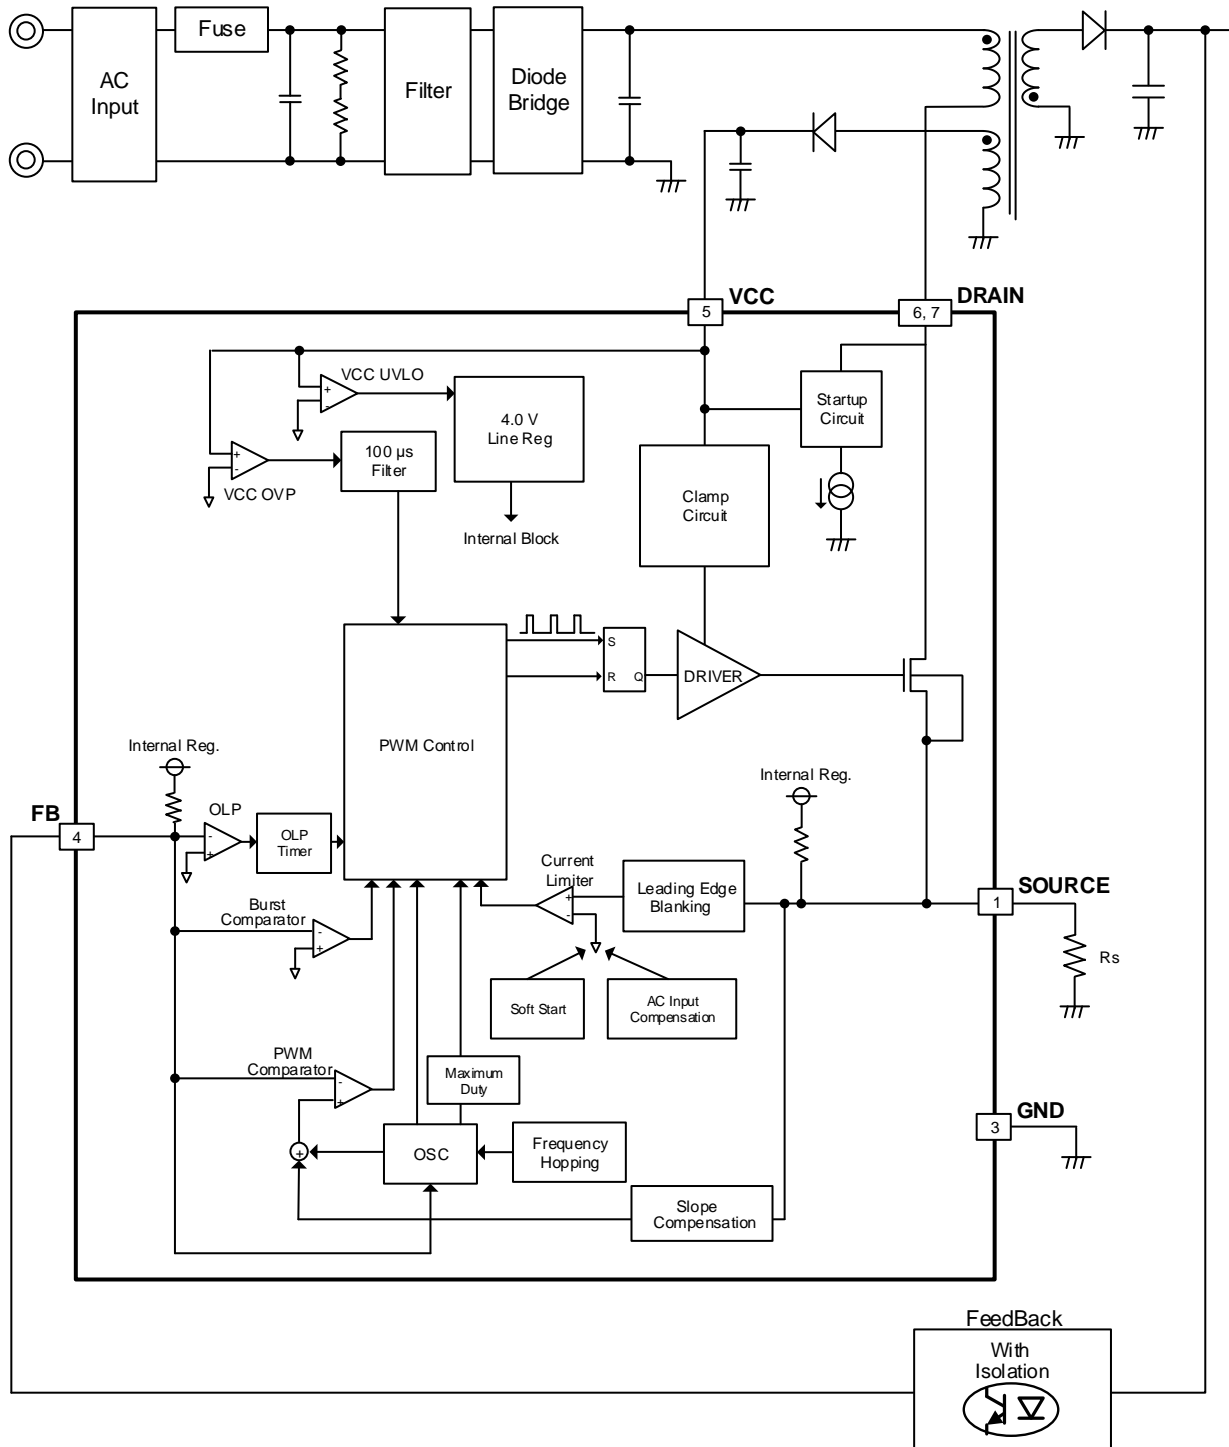 Fuse
AC
Input
Filter
Diode
Bridge
VCC
5
DRAIN
6, 7
VCC UVLO
+
-
4.0 V
Line Reg
Startup
Circuit
+
-
VCC OVP
100 µs
Filter
Clamp
Circuit
Internal Block
S
R
Q
DRIVER
PWM Control
Internal Reg.
Internal Reg.
FB
4
OLP
-
+
OLP
Timer
Current
Limiter
+
-
Leading Edge
Blanking
SOURCE
1
Rs
Burst
Comparator
-
+
Soft Start
AC Input
Compensation
PWM
Comparator
-
+
Maximum
Duty
GND
3
+
OSC
Frequency
Hopping
Slope
Compensation
FeedBack
With
Isolation